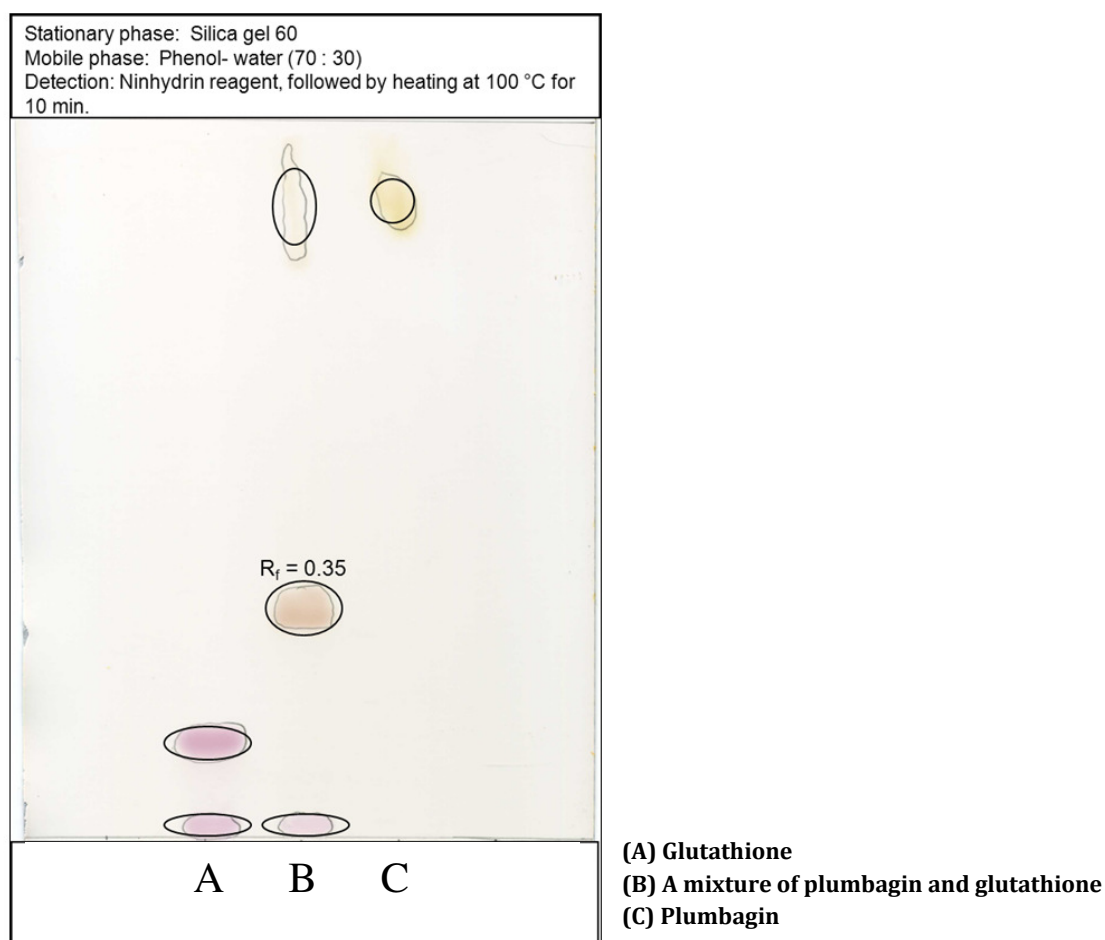 Stationary phase:  Silica gel 60
Mobile phase:  Phenol- water (70 : 30)
Detection: Ninhydrin reagent, followed by heating at 100 °C for
10 min.
Rf = 0.35
A B C
(A) Glutathione
(B) A mixture of plumbagin and glutathione
(C) Plumbagin